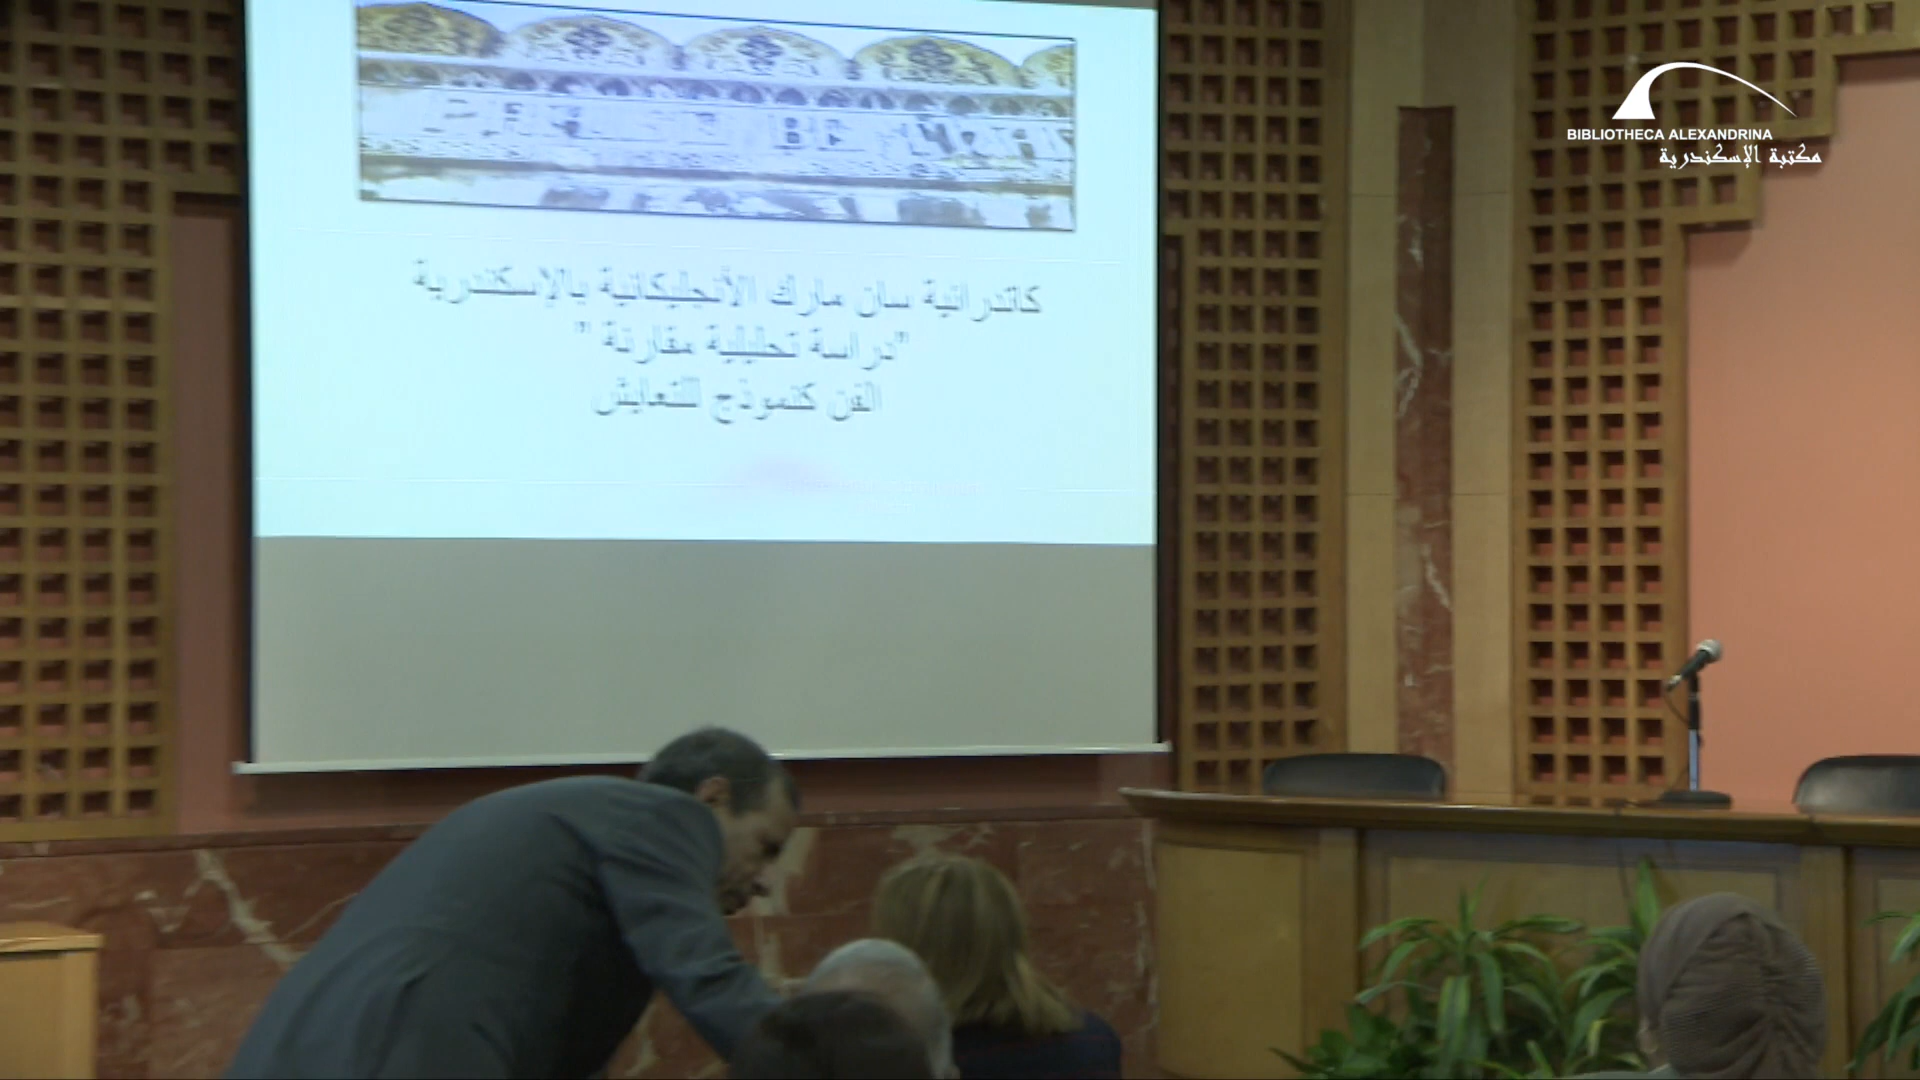 BIBLIOTHECA ALEXANDRINA
مكتبة الإسكندرية
كاتدرائية سان مارك الأنجليكانية بالإسكندرية
"دراسة تحليلية مقارنة "
الفن كنموذج للتعايش